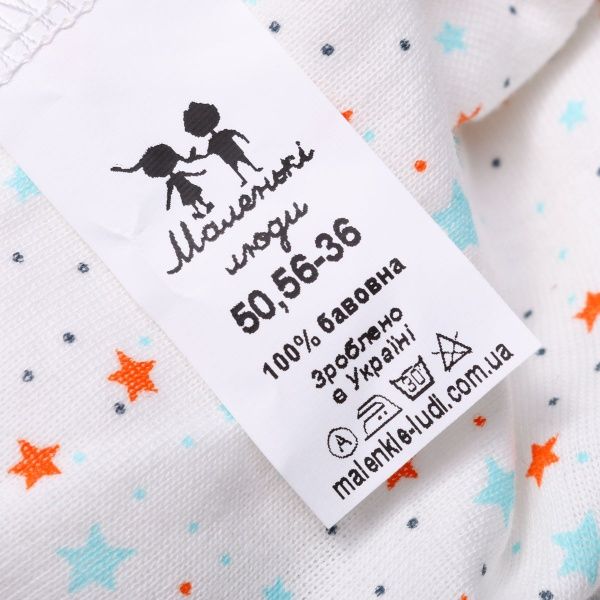 Маленькі
люди
50,56-36
100% бавовна
Зроблено
в Україні
A 30°
malenkie-ludi.com.ua